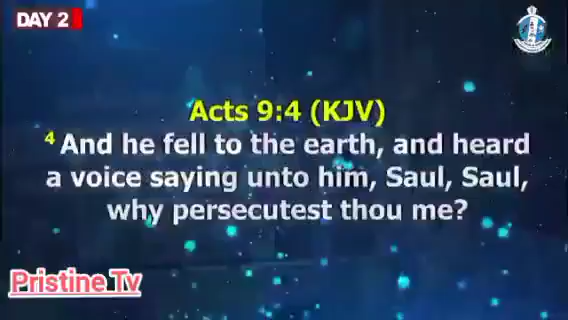 DAY 2
Acts 9:4 (KJV)
4 And he fell to the earth, and heard
a voice saying unto him, Saul, Saul,
why persecutest thou me?
Pristine Tv